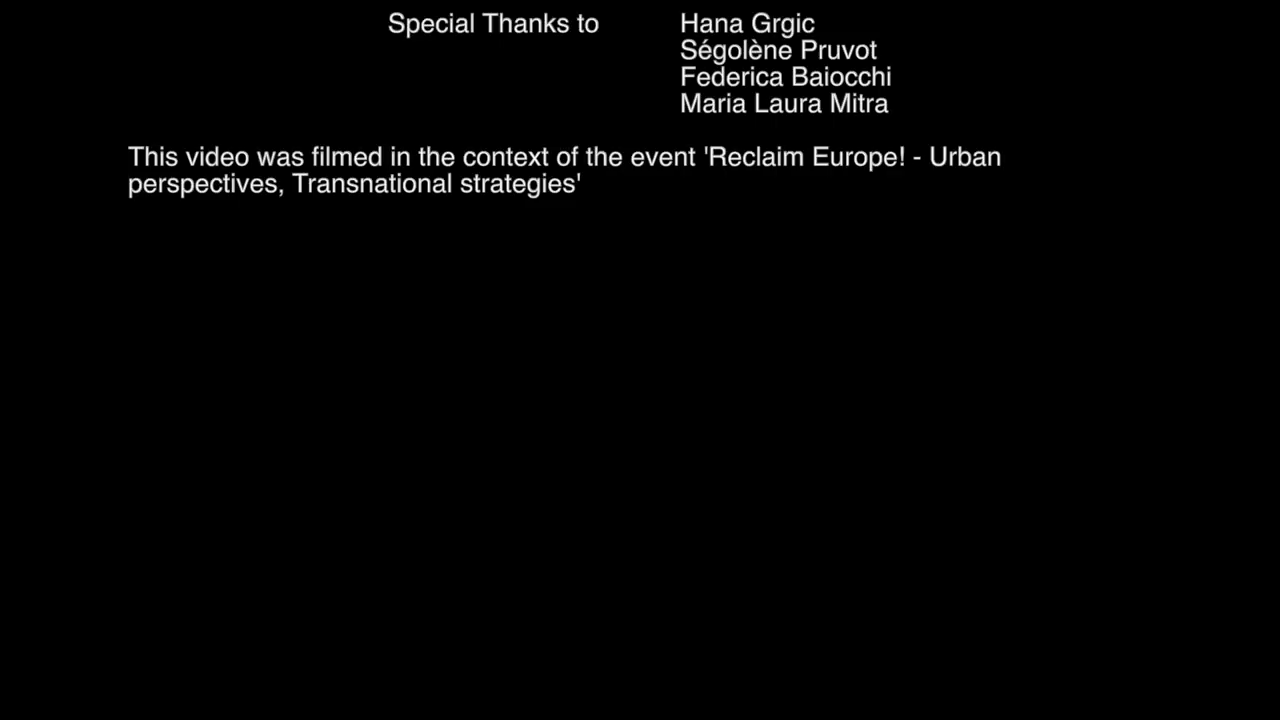 Special Thanks to Hana Grgic
Ségolène Pruvot
Federica Baiocchi
Maria Laura Mitra
This video was filmed in the context of the event 'Reclaim Europe! - Urban
perspectives, Transnational strategies'